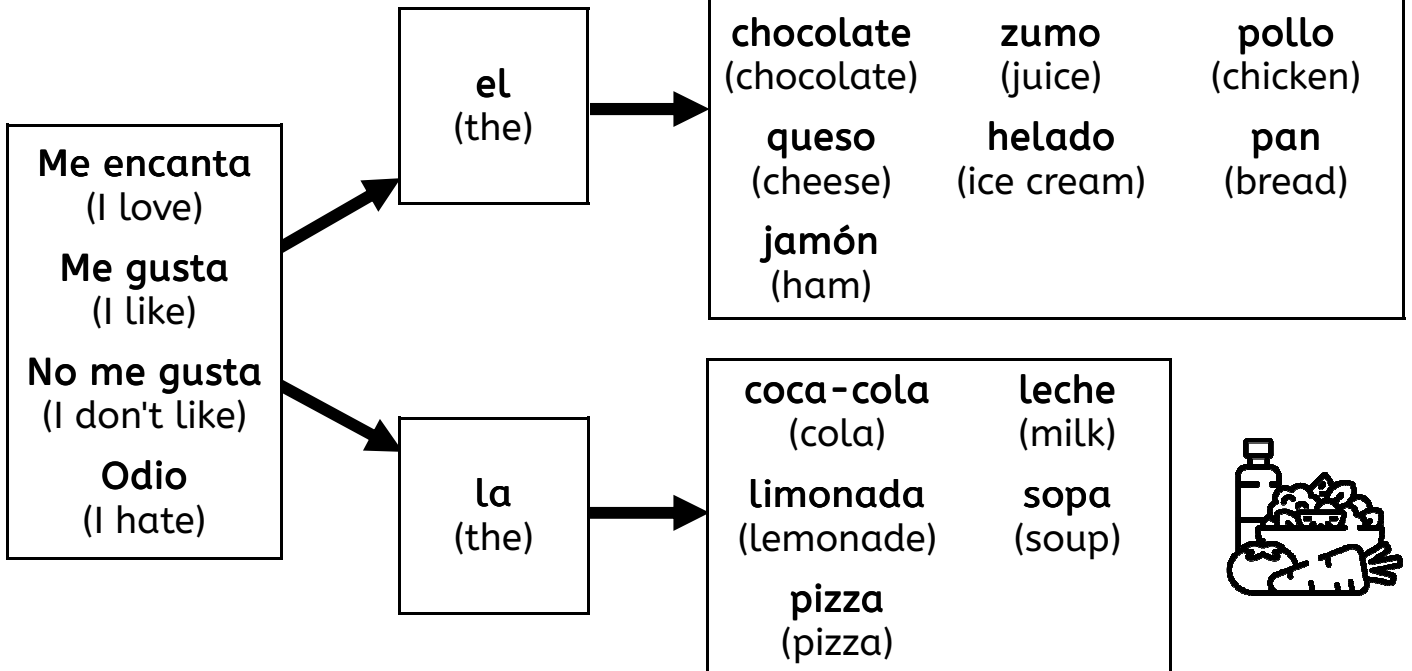 Me encanta
(I love)
Me gusta
(I like)
No me gusta
(I don't like)
Odio
(I hate)
el
(the)
chocolate zumo pollo
(chocolate) (juice) (chicken)
queso helado pan
(cheese) (ice cream) (bread)
jamón
(ham)
la
(the)
coca-cola leche
(cola) (milk)
limonada sopa
(lemonade) (soup)
pizza
(pizza)